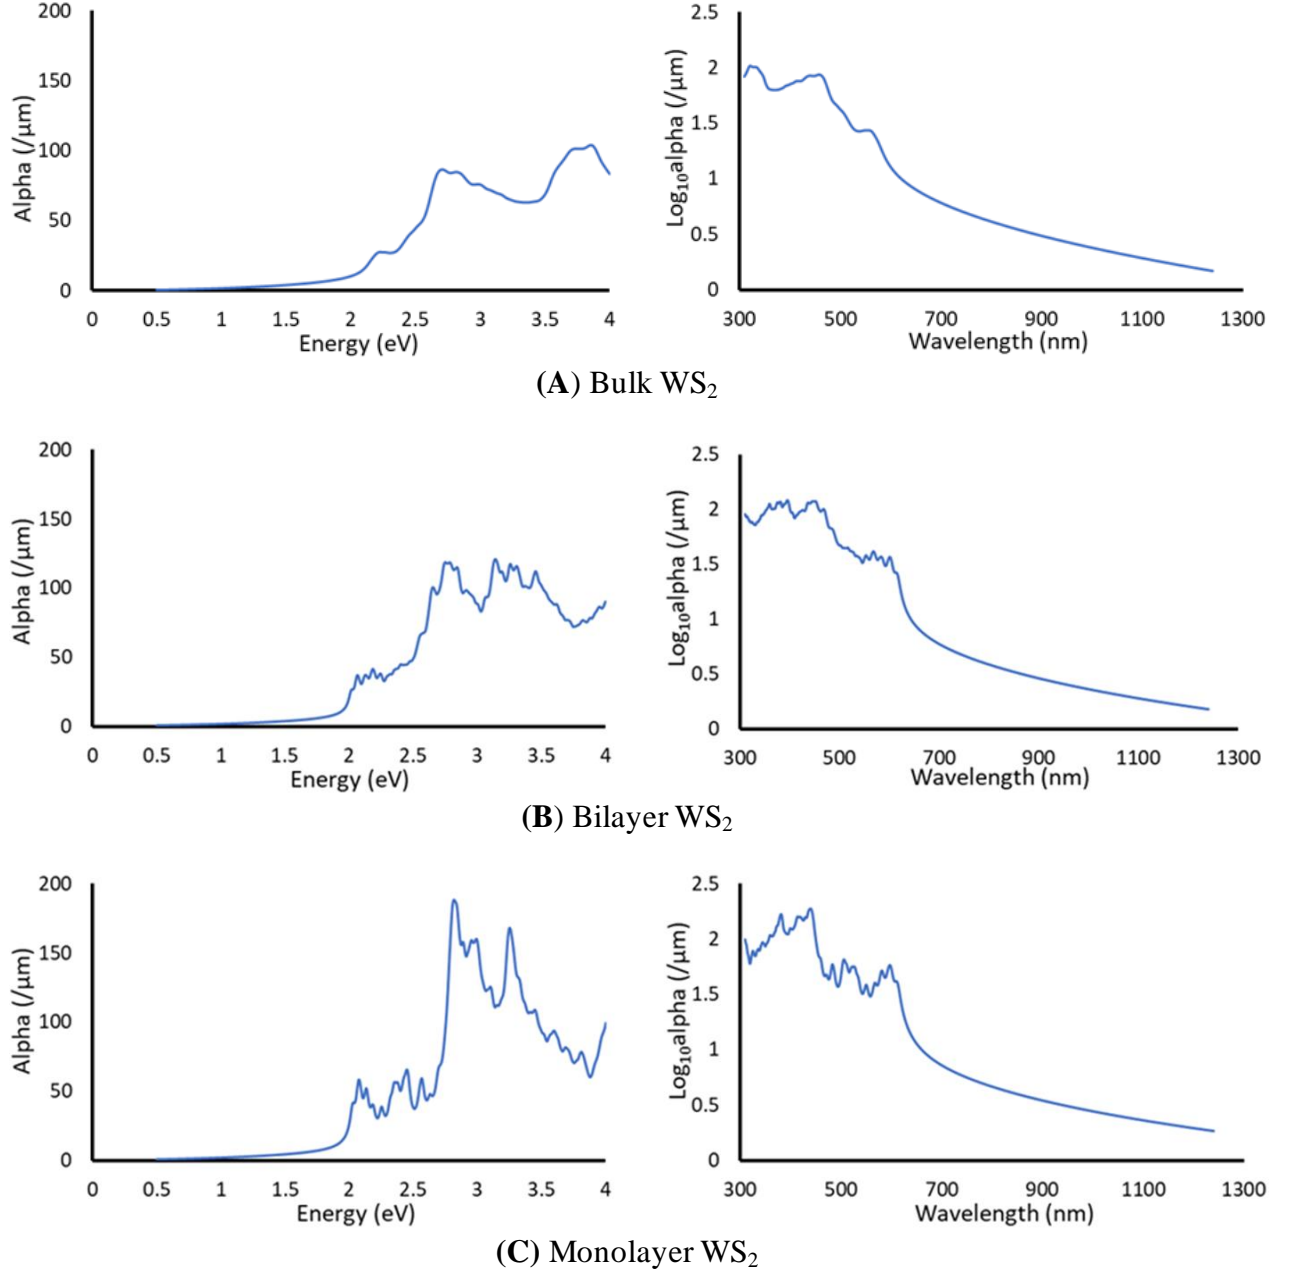 200
150
100
50
0
Alpha (/µm)
0 0.5 1 1.5 2 2.5 3 3.5 4
Energy (eV)
2.5
2
1.5
1
0.5
0
Log₁₀alpha (/µm)
300 500 700 900 1100 1300
Wavelength (nm)
(A) Bulk WS₂
200
150
100
50
0
Alpha (/µm)
0 0.5 1 1.5 2 2.5 3 3.5 4
Energy (eV)
2.5
2
1.5
1
0.5
0
Log₁₀alpha (/µm)
300 500 700 900 1100 1300
Wavelength (nm)
(B) Bilayer WS₂
200
150
100
50
0
Alpha (/µm)
0 0.5 1 1.5 2 2.5 3 3.5 4
Energy (eV)
2.5
2
1.5
1
0.5
0
Log₁₀alpha (/µm)
300 500 700 900 1100 1300
Wavelength (nm)
(C) Monolayer WS₂